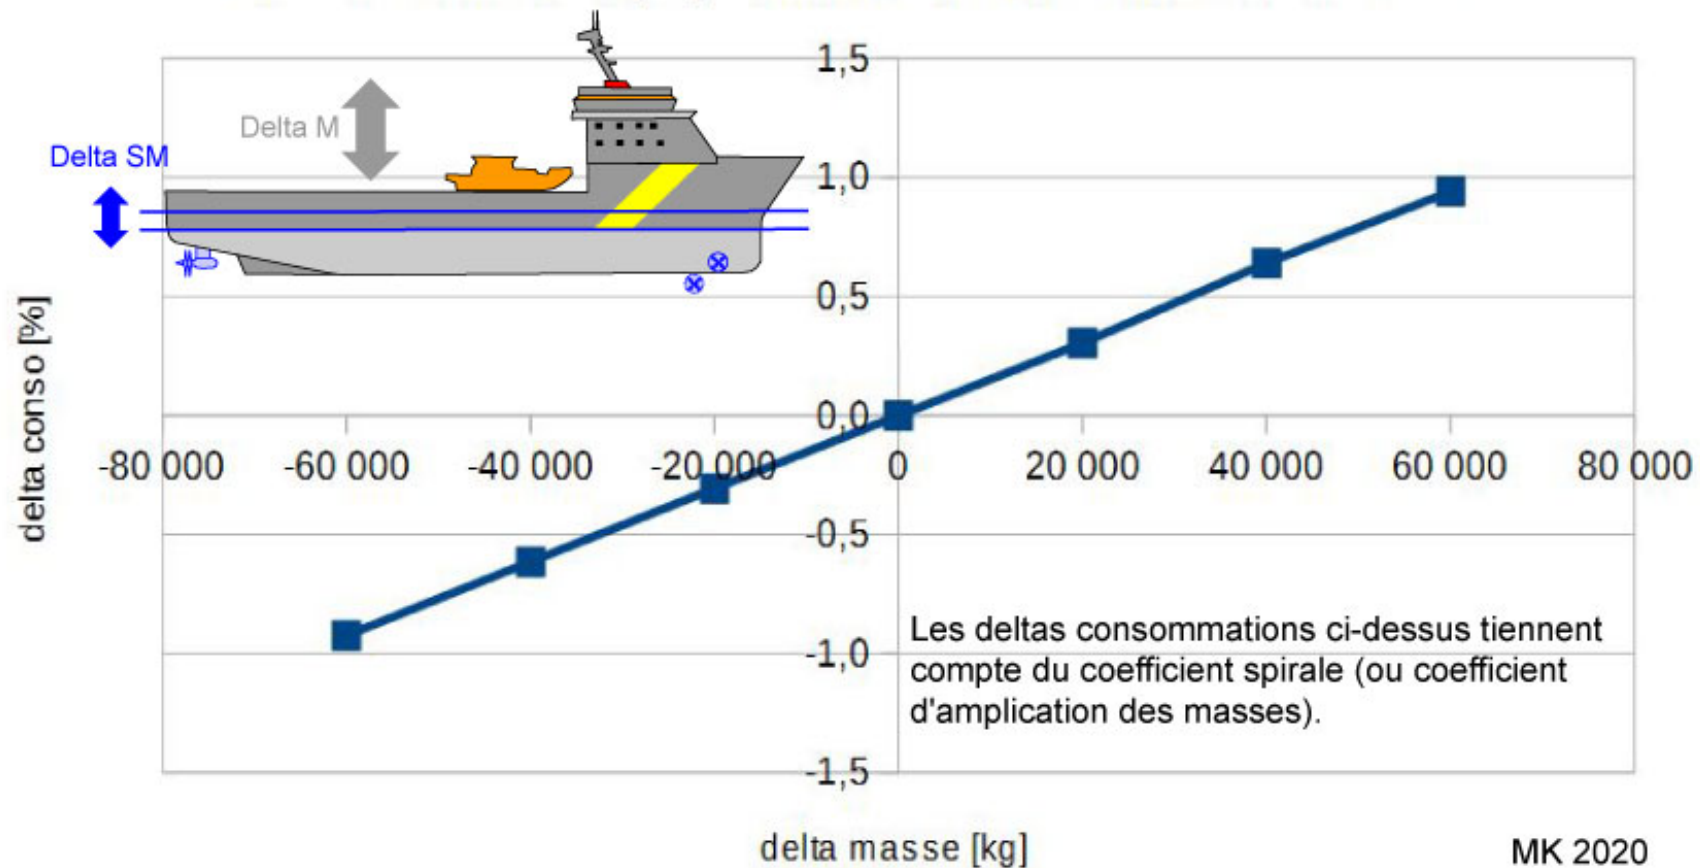 1,5
Delta M
Delta SM
1,0
0,5
delta conso [%]
0,0
-80 000
-60 000
-40 000
-20 000
0
20 000
40 000
60 000
80 000
-0,5
Les deltas consommations ci-dessus tiennent
compte du coefficient spirale (ou coefficient
d'amplication des masses).
-1,0
-1,5
delta masse [kg]
MK 2020